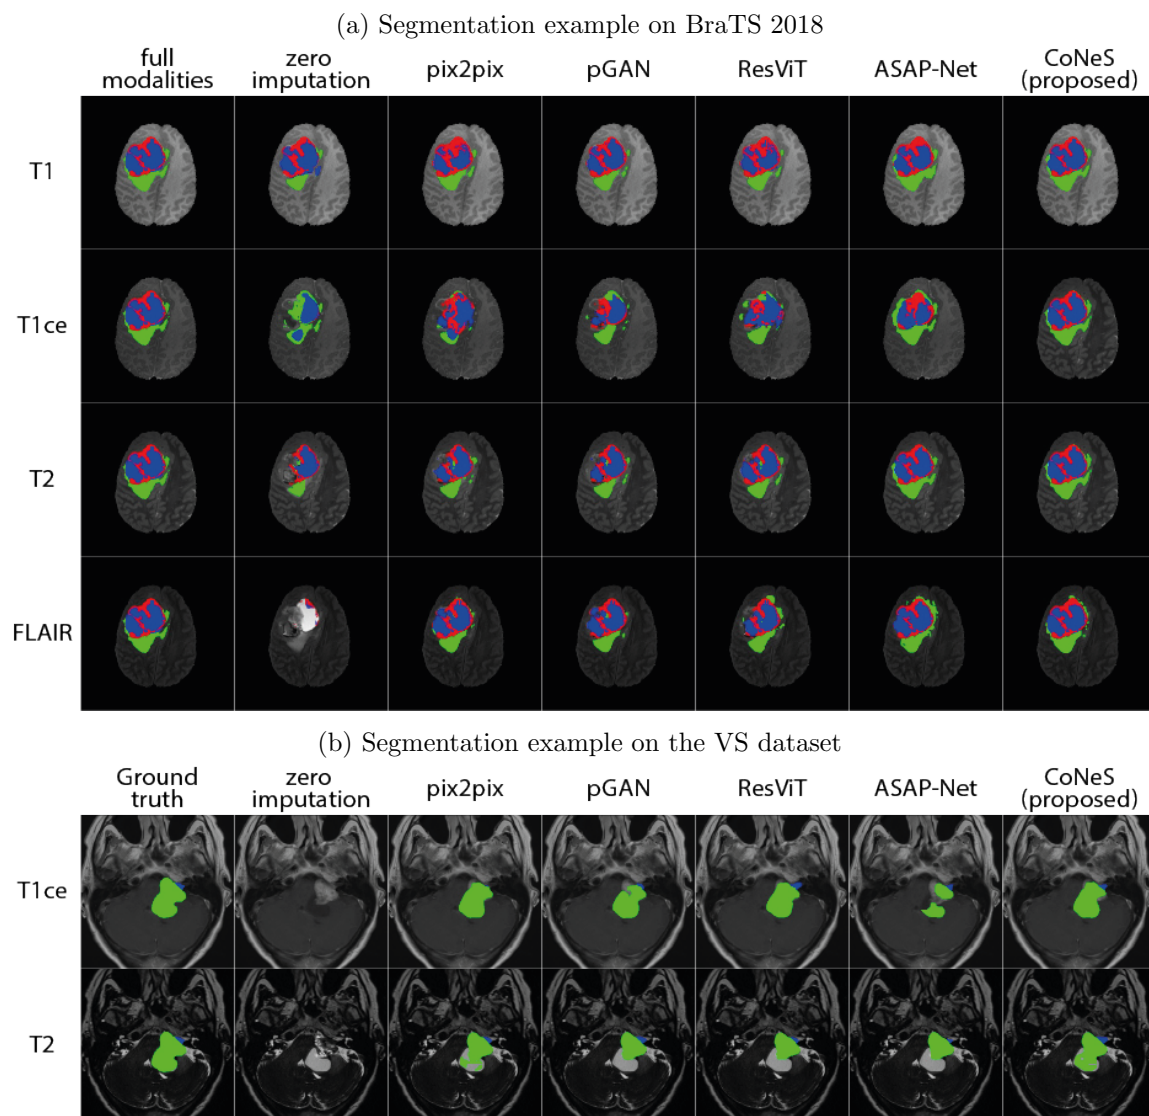 (a) Segmentation example on BraTS 2018
full modalities
zero imputation
pix2pix
pGAN
ResViT
ASAP-Net
CoNeS (proposed)
T1
T1ce
T2
FLAIR
(b) Segmentation example on the VS dataset
Ground truth
zero imputation
pix2pix
pGAN
ResViT
ASAP-Net
CoNeS (proposed)
T1ce
T2